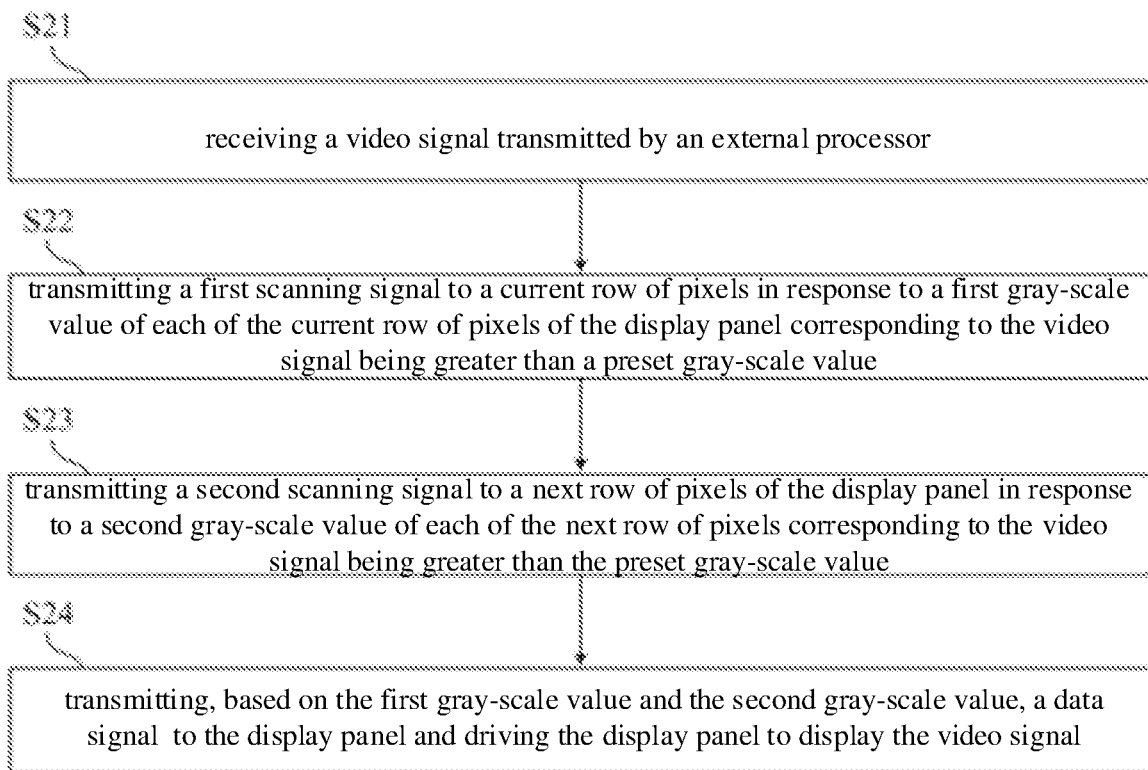 S21
receiving a video signal transmitted by an external processor
S22
transmitting a first scanning signal to a current row of pixels in response to a first gray-scale
value of each of the current row of pixels of the display panel corresponding to the video
signal being greater than a preset gray-scale value
S23
transmitting a second scanning signal to a next row of pixels of the display panel in response
to a second gray-scale value of each of the next row of pixels corresponding to the video
signal being greater than the preset gray-scale value
S24
transmitting, based on the first gray-scale value and the second gray-scale value, a data
signal to the display panel and driving the display panel to display the video signal